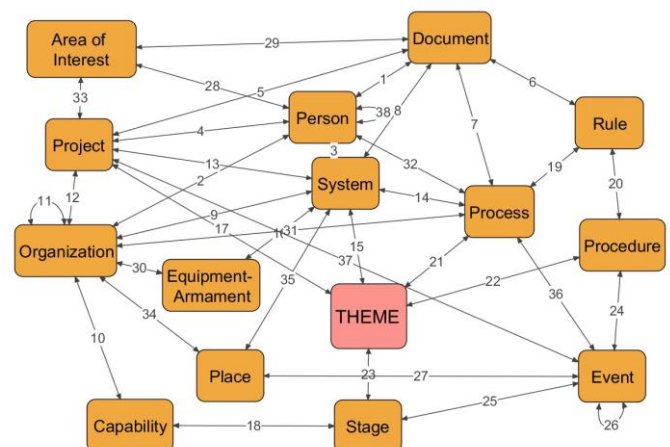 Area of
Interest
29
Document
33
28
5
1
6
Project
4
Person
38
8
7
Rule
13
3
32
19
20
11
12
2
System
14
9
Process
Organization
17
31
15
21
Procedure
30
Equipment-
Armament
35
37
22
36
24
34
THEME
10
Place
23
27
Event
25
26
Capability
18
Stage